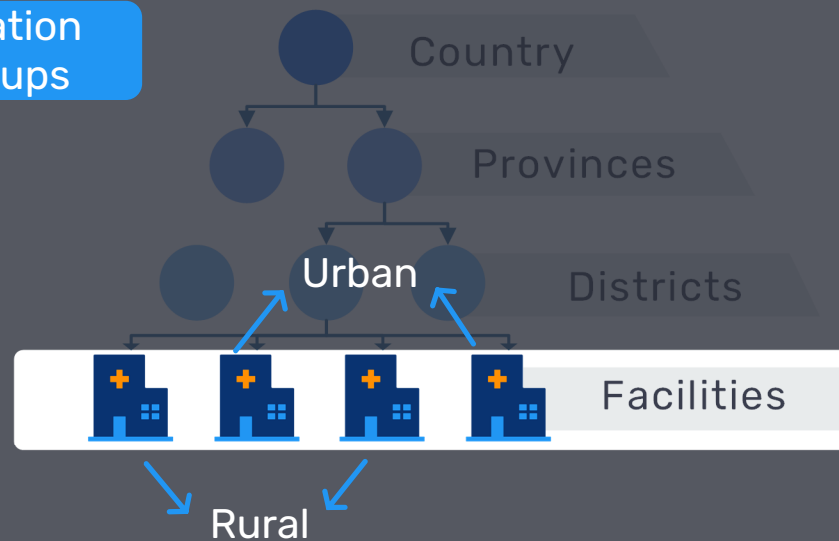 ation
ups
Country
Provinces
Urban
Districts
Facilities
Rural